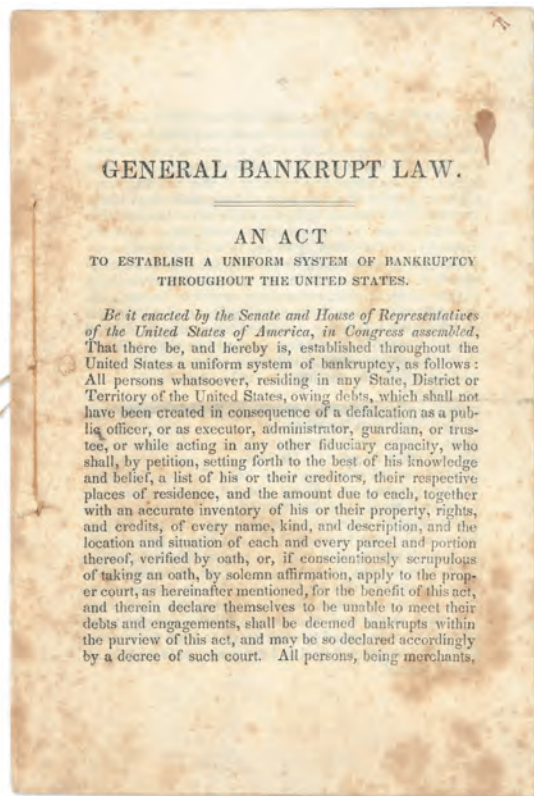 GENERAL BANKRUPT LAW.
AN ACT
TO ESTABLISH A UNIFORM SYSTEM OF BANKRUPTCY
THROUGHOUT THE UNITED STATES.
Be it enacted by the Senate and House of Representatives
of the United States of America, in Congress assembled,
That there be, and hereby is, established throughout the
United States a uniform system of bankruptcy, as follows :
All persons whatsoever, residing in any State, District or
Territory of the United States, owing debts, which shall not
have been created in consequence of a defalcation as a pub-
lic officer, or as executor, administrator, guardian, or trus-
tee, or while acting in any other fiduciary capacity, who
shall, by petition, setting forth to the best of his knowledge
and belief, a list of his or their creditors, their respective
places of residence, and the amount due to each, together
with an accurate inventory of his or their property, rights,
and credits, of every name, kind, and description, and the
location and situation of each and every parcel and portion
thereof, verified by oath, or, if conscientiously scrupulous
of taking an oath, by solemn affirmation, apply to the prop-
er court, as hereinafter mentioned, for the benefit of this act,
and therein declare themselves to be unable to meet their
debts and engagements, shall be deemed bankrupts within
the purview of this act, and may be so declared accordingly
by a decree of such court. All persons, being merchants,